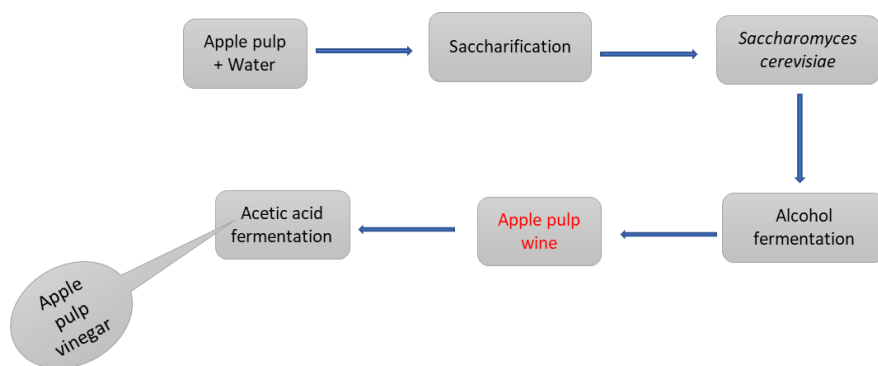 Apple pulp
+ Water
Saccharification
Saccharomyces
cerevisiae
Alcohol
fermentation
Apple pulp
wine
Acetic acid
fermentation
Apple
pulp
vinegar